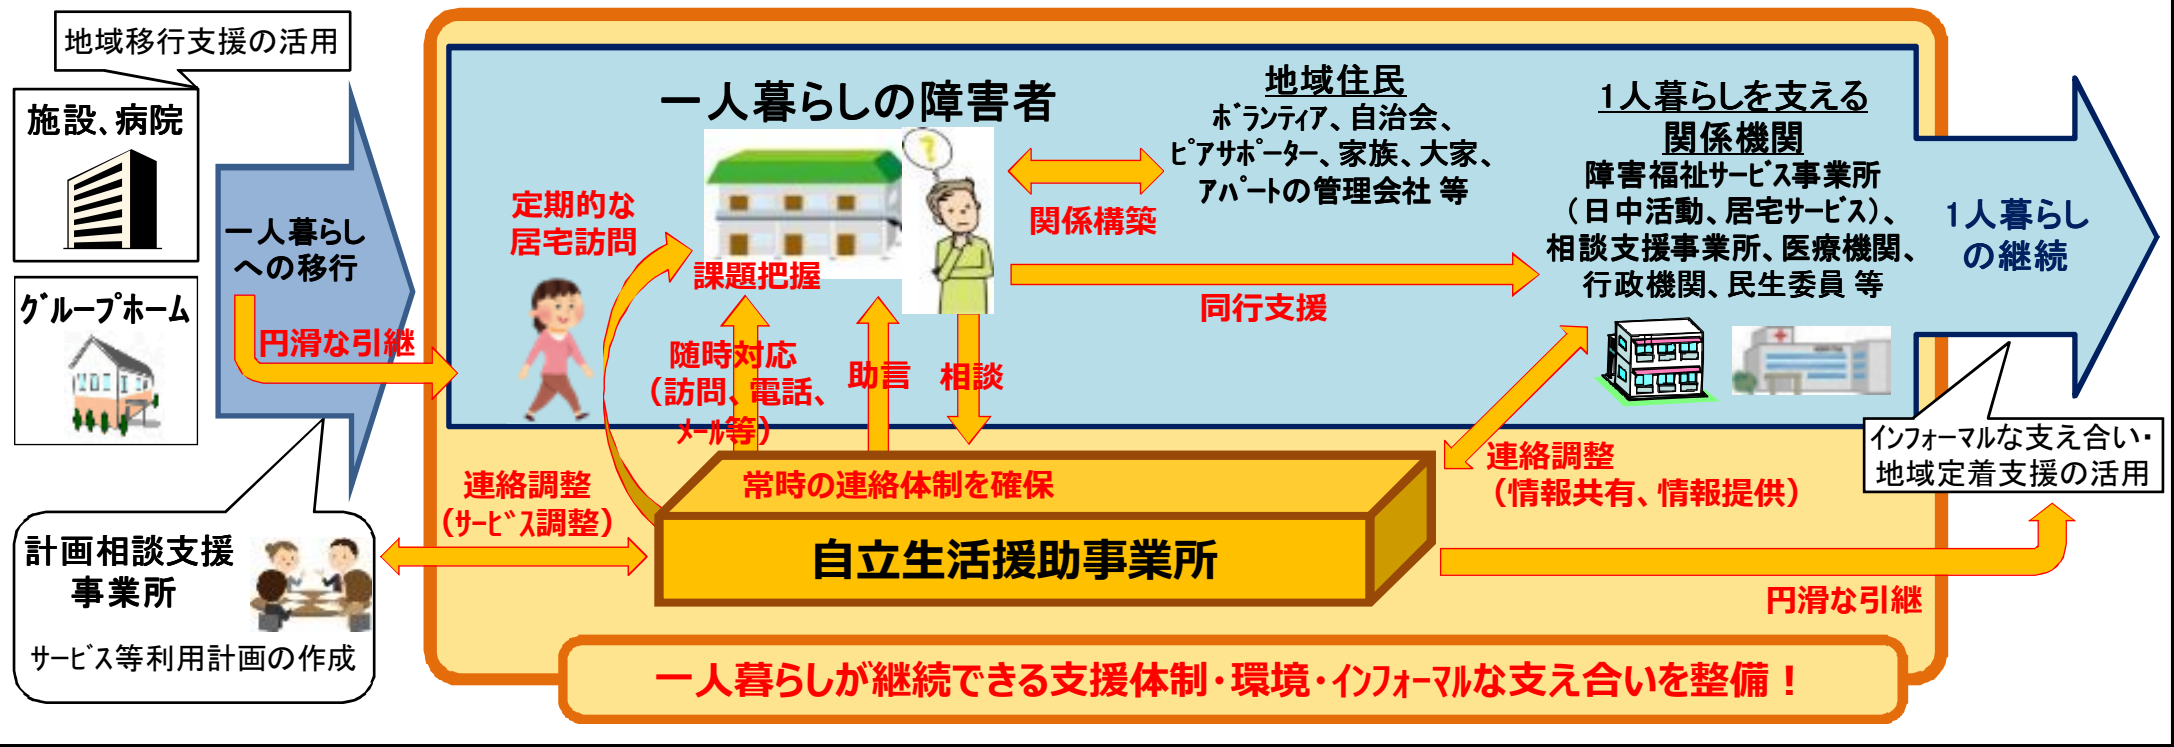 地域移行支援の活用
施設、病院
グループホーム
一人暮らし
への移行
円滑な引継
計画相談支援
事業所
サービス等利用計画の作成
一人暮らしの障害者
定期的な
居宅訪問
課題把握
随時対応
（訪問、電話、
メール等）
助言
相談
地域住民
ボランティア、自治会、
ピアサポーター、家族、大家、
アパートの管理会社 等
関係構築
同行支援
1人暮らしを支える
関係機関
障害福祉サービス事業所
（日中活動、居宅サービス）、
相談支援事業所、医療機関、
行政機関、民生委員 等
1人暮らし
の継続
インフォーマルな支え合い・
地域定着支援の活用
連絡調整
（サービス調整）
常時の連絡体制を確保
自立生活援助事業所
連絡調整
（情報共有、情報提供）
円滑な引継
一人暮らしが継続できる支援体制・環境・インフォーマルな支え合いを整備！